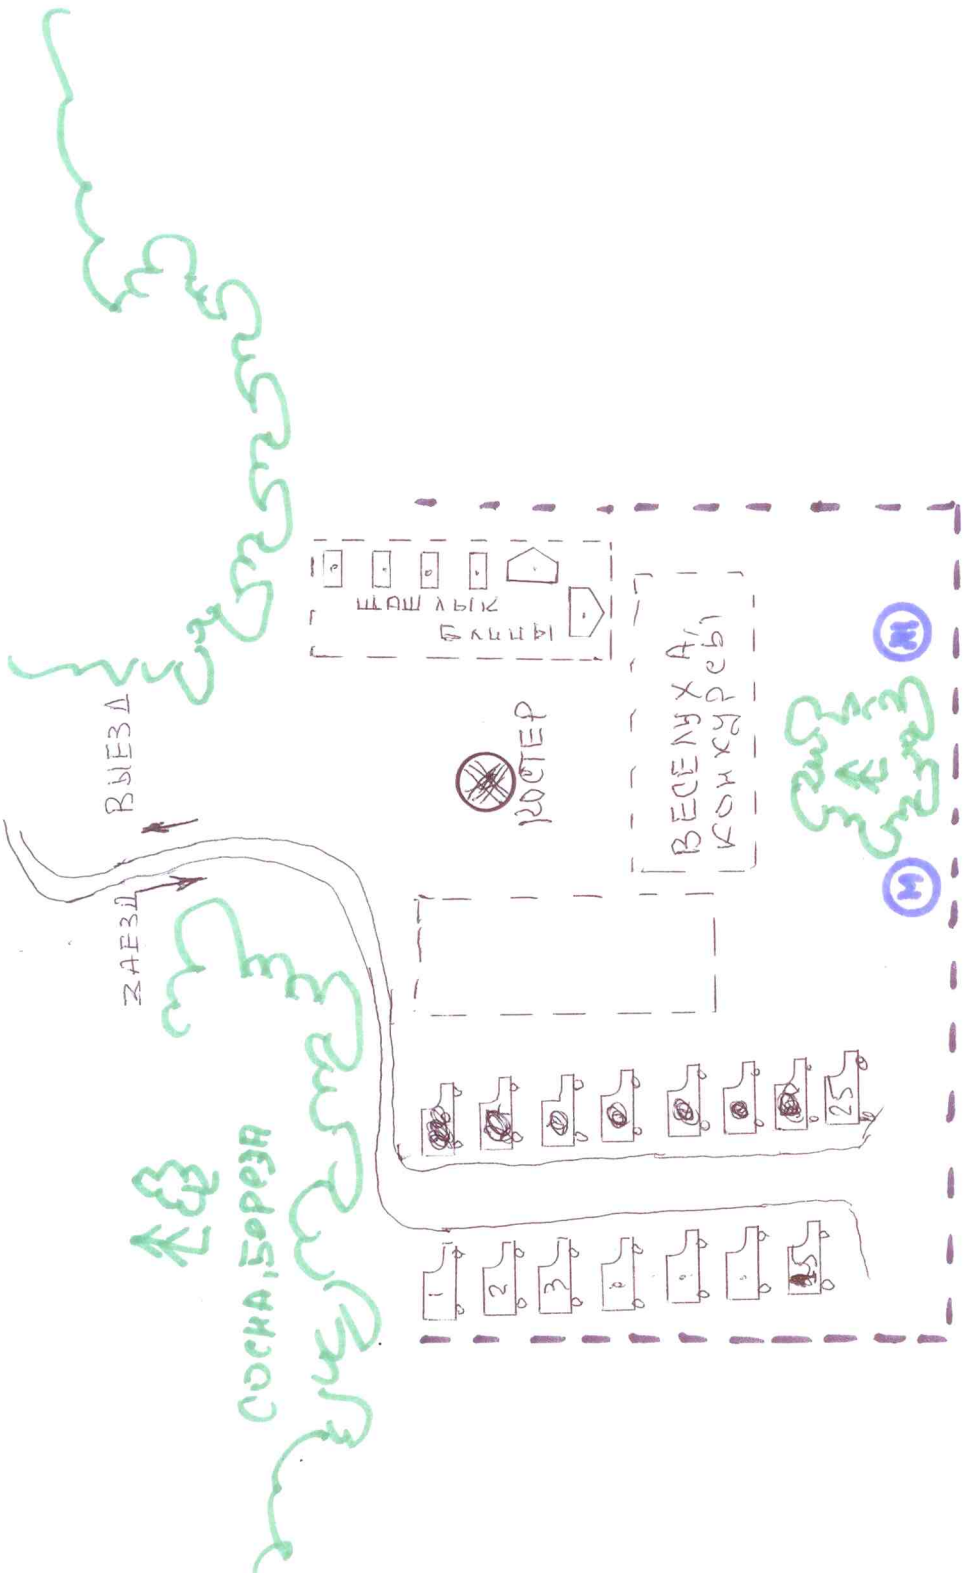 ВЫЕЗД
ЗАЕЗД
СОСНА, БЕРЕЗА
ШАШЛЫК
БЛИНЫ
КОСТЕР
ВЕСЕЛУХА,
КОНКУРСЫ
Ж
М
25
1
2
3